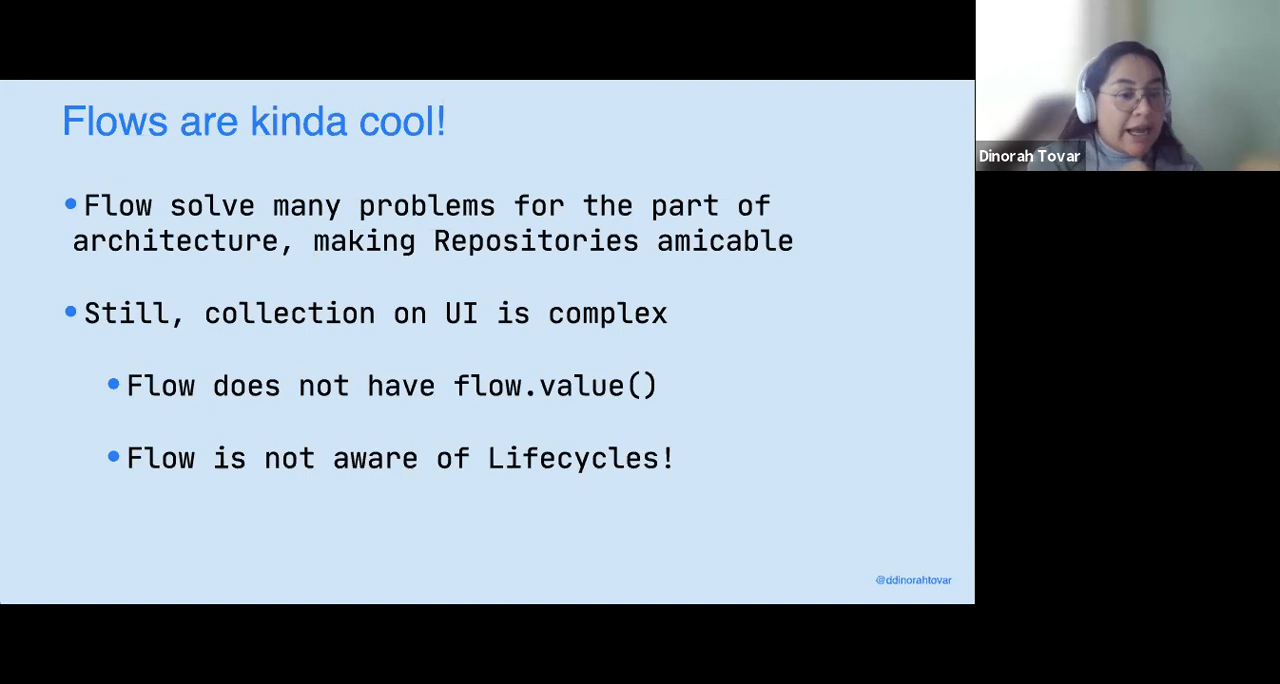 Flows are kinda cool!
• Flow solve many problems for the part of
architecture, making Repositories amicable
• Still, collection on UI is complex
• Flow does not have flow.value()
• Flow is not aware of Lifecycles!
@ddinorahtovar
Dinorah Tovar